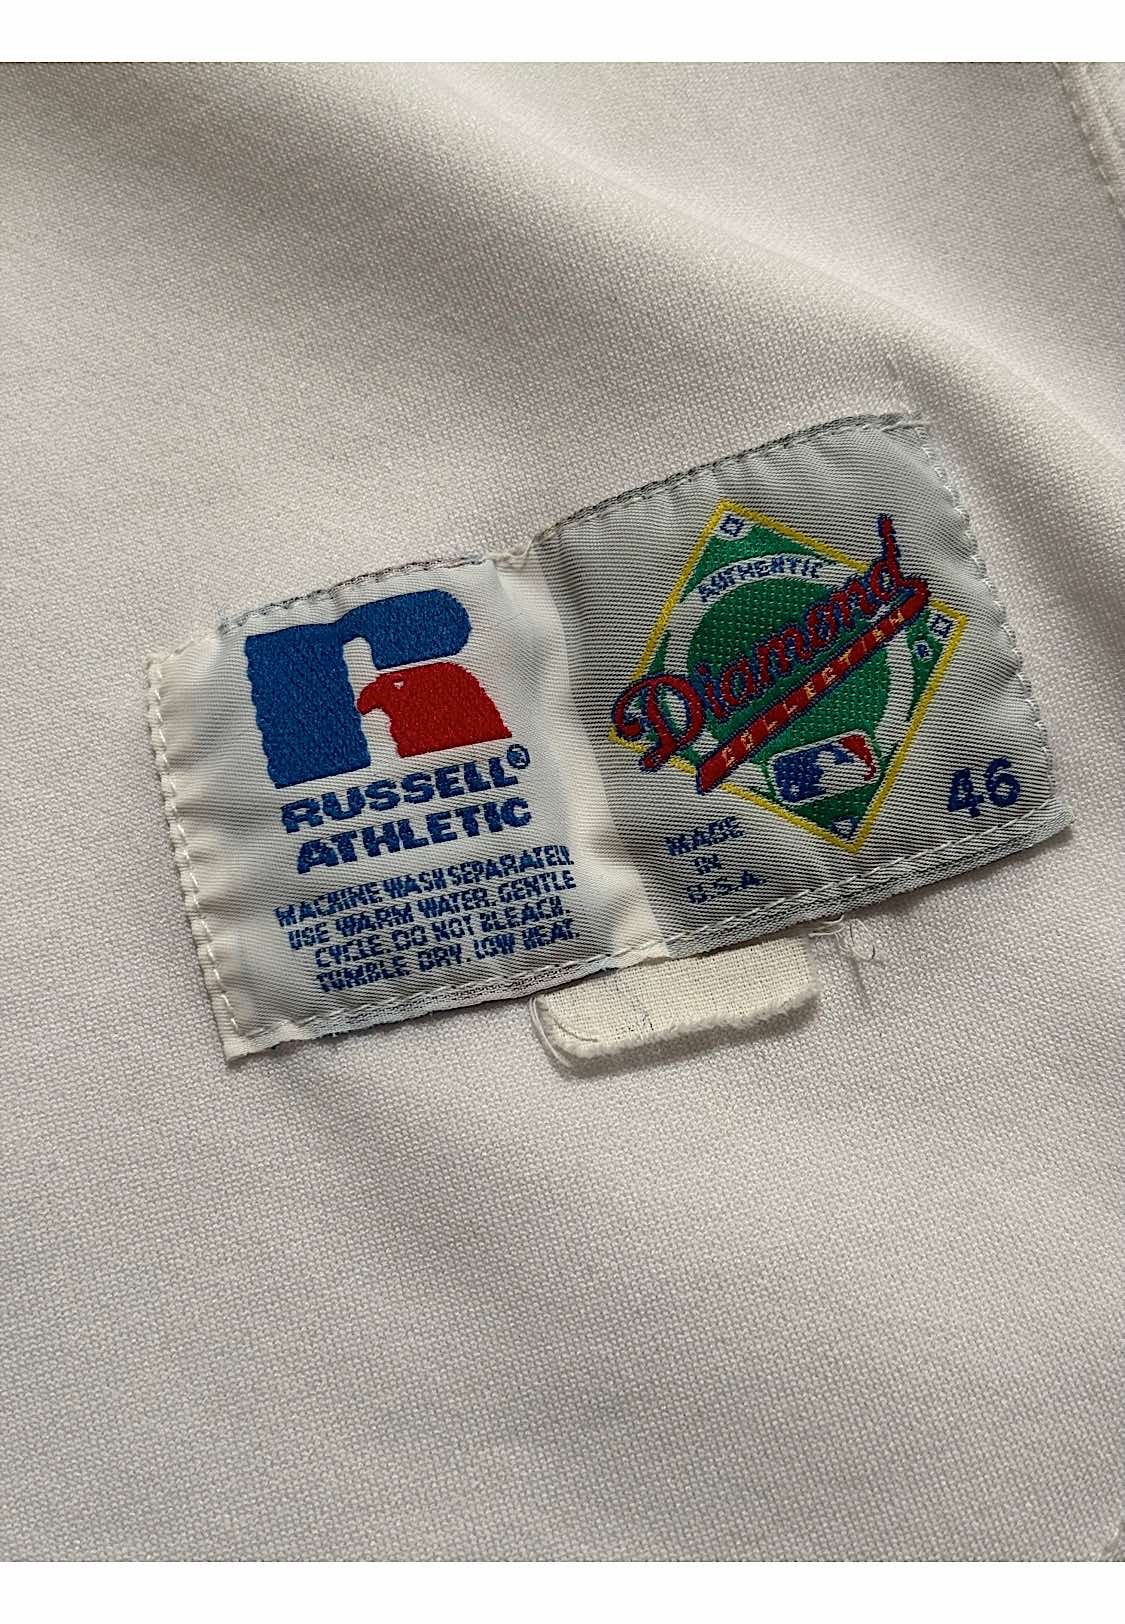 RUSSELL®
ATHLETIC
MACHINE WASH SEPARATELY.
USE WARM WATER. GENTLE
CYCLE. DO NOT BLEACH.
TUMBLE DRY. LOW HEAT.
AUTHENTIC
Diamond
COLLECTION
46
MADE
IN
U.S.A.